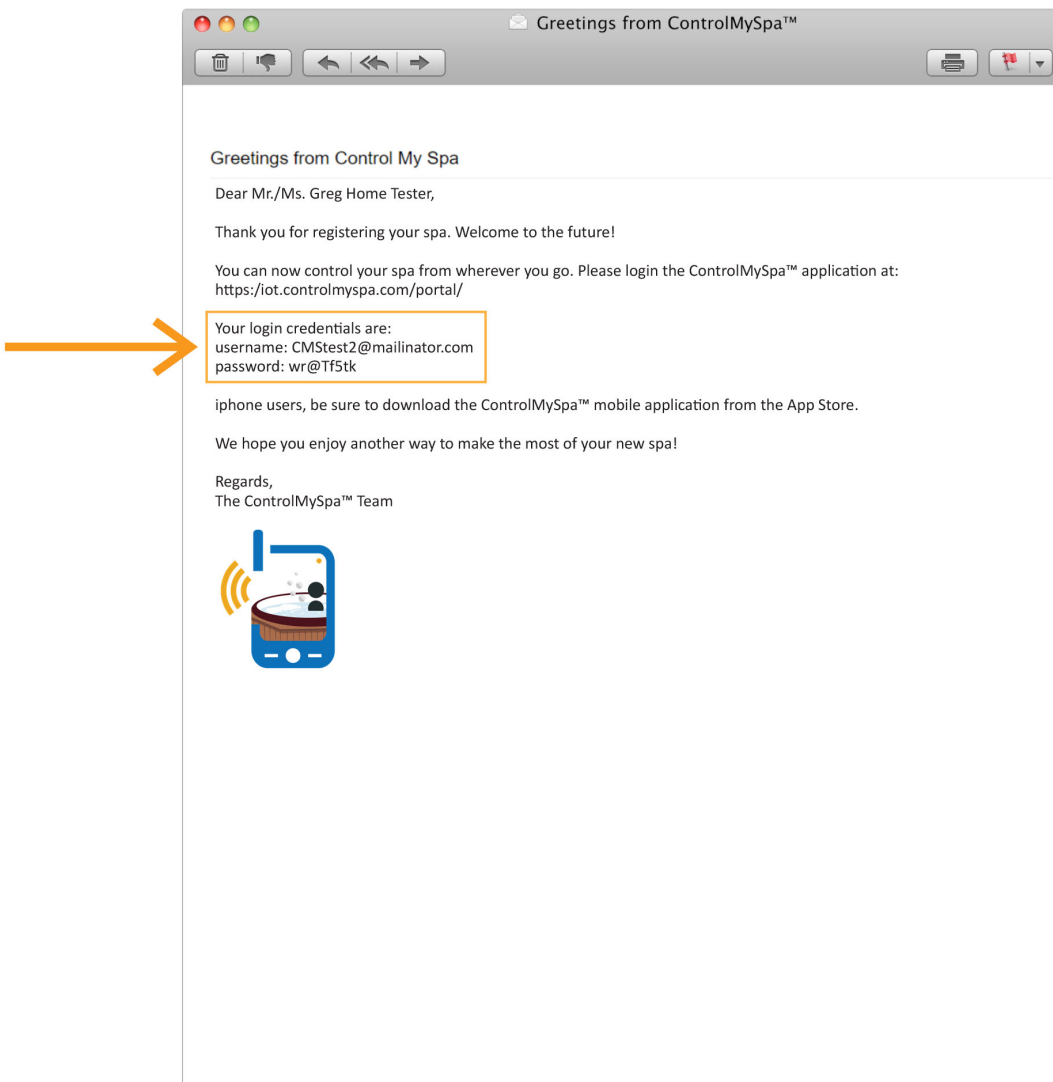 Greetings from ControlMySpa™
Greetings from Control My Spa
Dear Mr./Ms. Greg Home Tester,
Thank you for registering your spa. Welcome to the future!
You can now control your spa from wherever you go. Please login the ControlMySpa™ application at:
https:/iot.controlmyspa.com/portal/
Your login credentials are:
username: CMStest2@mailinator.com
password: wr@Tf5tk
iphone users, be sure to download the ControlMySpa™ mobile application from the App Store.
We hope you enjoy another way to make the most of your new spa!
Regards,
The ControlMySpa™ Team